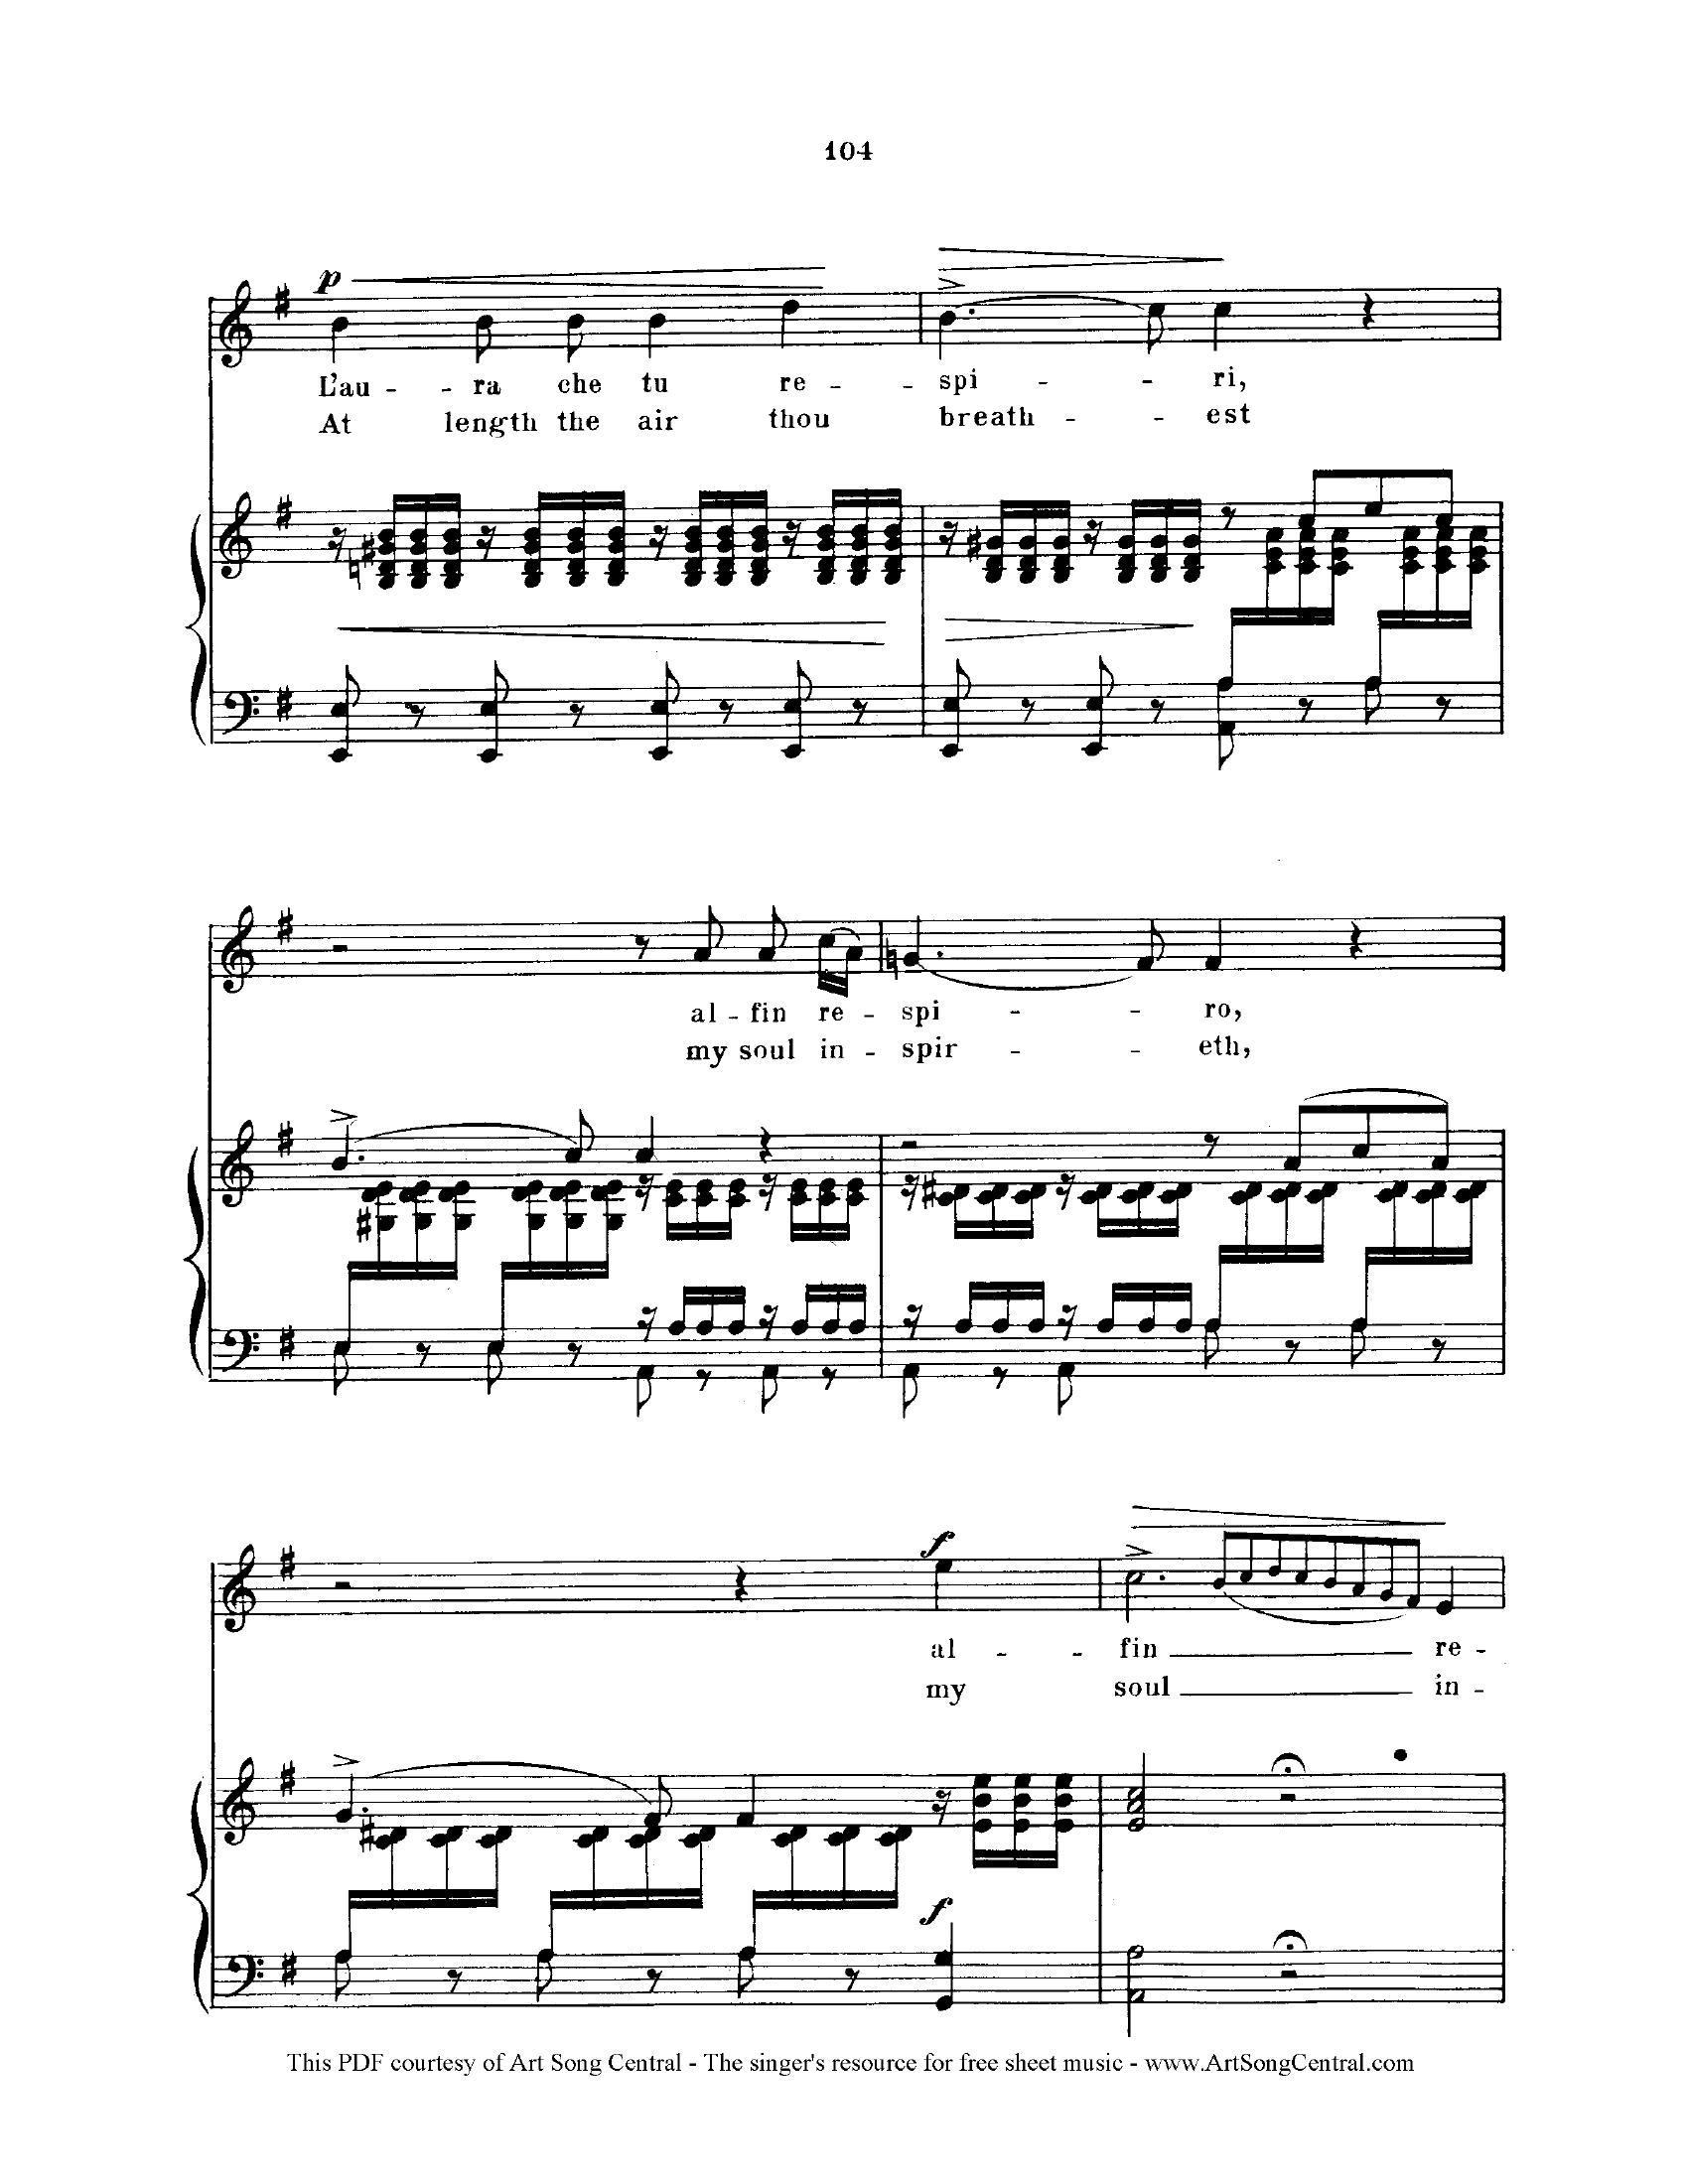 104
p
L'au - ra che tu re - spi - ri,
At length the air thou breath - est
al - fin re - spi - ro,
my soul in - spir - eth,
f
al - fin re -
my soul in -
f
This PDF courtesy of Art Song Central - The singer's resource for free sheet music - www.ArtSongCentral.com